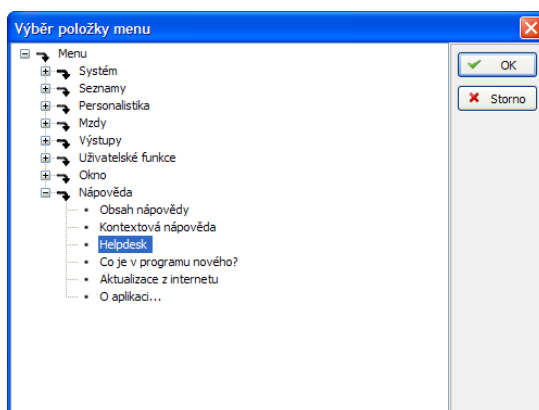 Výběr položky menu
Menu
Systém
Seznamy
Personalistika
Mzdy
Výstupy
Uživatelské funkce
Okno
Nápověda
Obsah nápovědy
Kontextová nápověda
Helpdesk
Co je v programu nového?
Aktualizace z internetu
O aplikaci...
OK
Storno